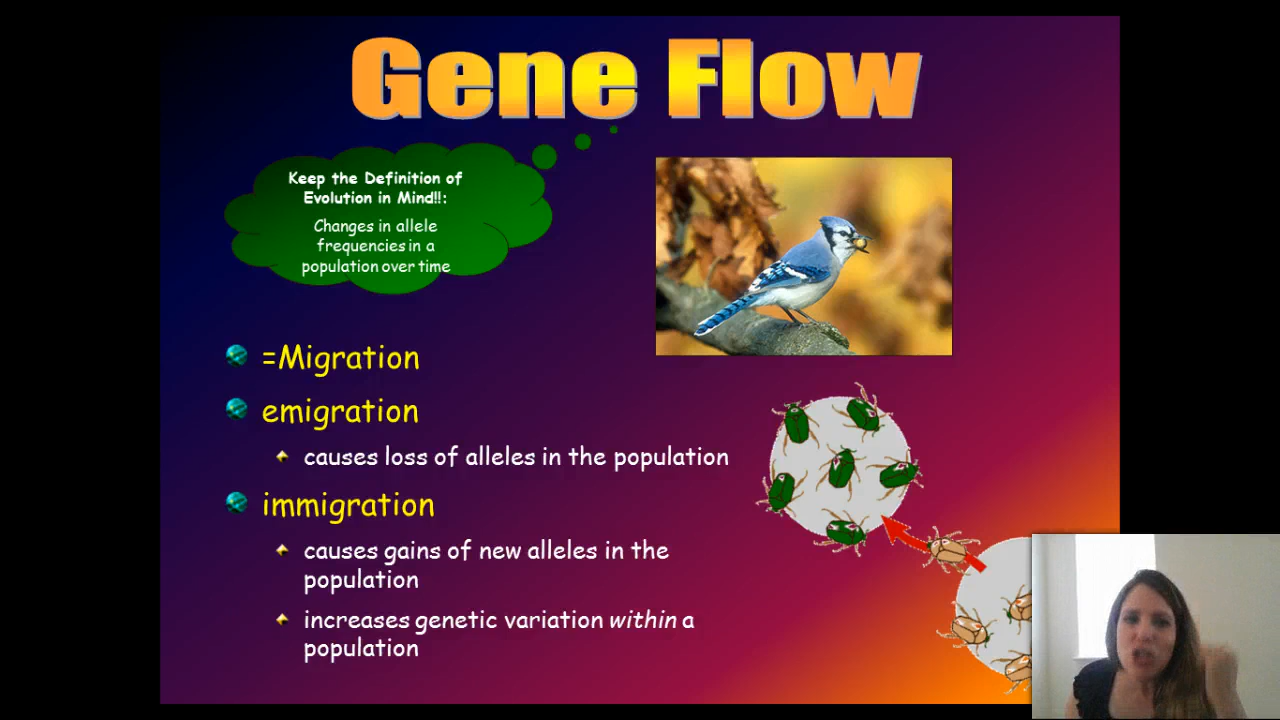 Gene Flow
Keep the Definition of
Evolution in Mind!!:
Changes in allele
frequencies in a
population over time
=Migration
emigration
causes loss of alleles in the population
immigration
causes gains of new alleles in the
population
increases genetic variation within a
population